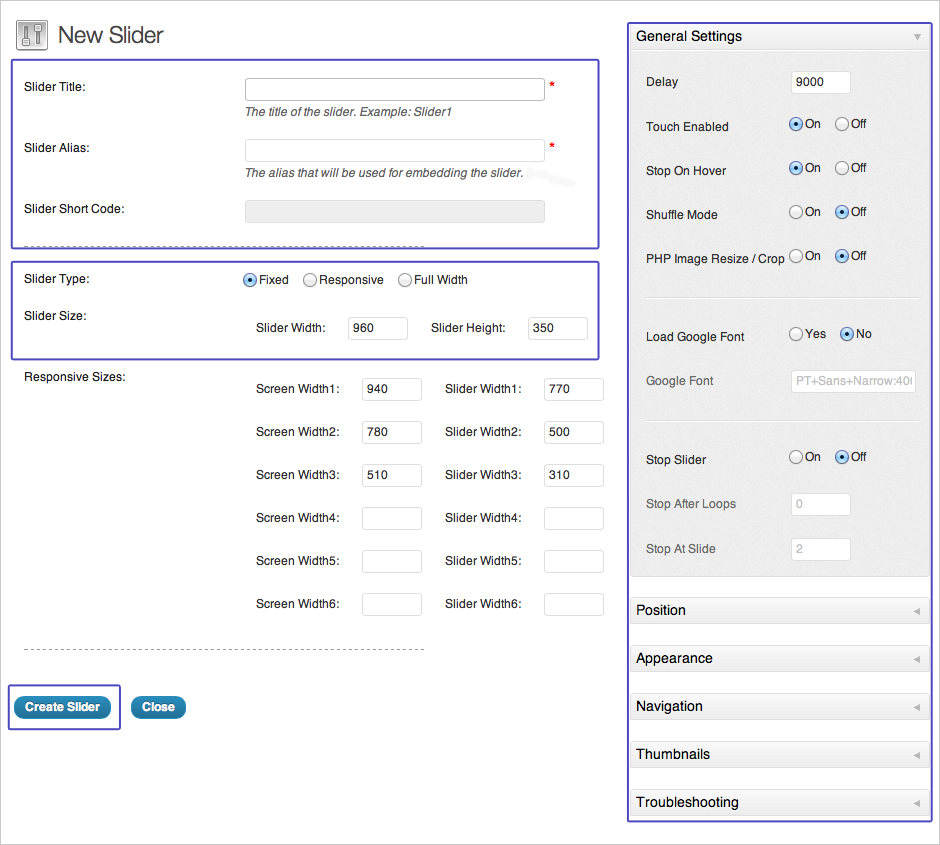 New Slider
Slider Title: *
The title of the slider. Example: Slider1
Slider Alias: *
The alias that will be used for embedding the slider.
Slider Short Code:
Slider Type: Fixed Responsive Full Width
Slider Size:
Slider Width: 960 Slider Height: 350
Responsive Sizes:
Screen Width1: 940 Slider Width1: 770
Screen Width2: 780 Slider Width2: 500
Screen Width3: 510 Slider Width3: 310
Screen Width4: Slider Width4:
Screen Width5: Slider Width5:
Screen Width6: Slider Width6:
Create Slider Close
General Settings
Delay 9000
Touch Enabled On Off
Stop On Hover On Off
Shuffle Mode On Off
PHP Image Resize / Crop On Off
Load Google Font Yes No
Google Font PT+Sans+Narrow:400
Stop Slider On Off
Stop After Loops 0
Stop At Slide 2
Position
Appearance
Navigation
Thumbnails
Troubleshooting